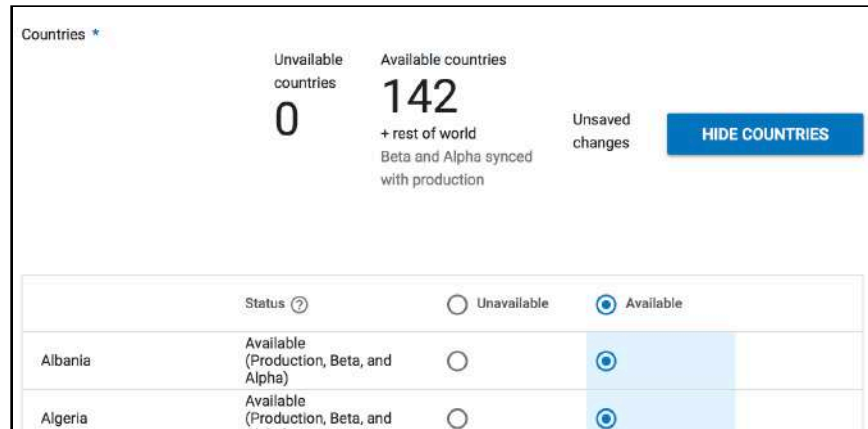 Countries *
Unvailable
countries
0
Available countries
142
+ rest of world
Beta and Alpha synced
with production
Unsaved
changes
HIDE COUNTRIES
Status ?
Unavailable
Available
Albania
Available
(Production, Beta, and
Alpha)
Algeria
Available
(Production, Beta, and